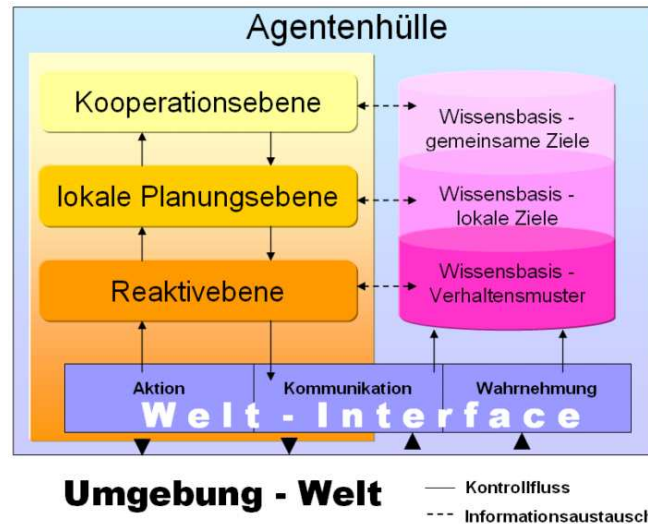 Agentenhülle
Kooperationsebene
Wissensbasis -
gemeinsame Ziele
lokale Planungsebene
Wissensbasis -
lokale Ziele
Reaktivebene
Wissensbasis -
Verhaltensmuster
Aktion
Kommunikation
Wahrnehmung
Welt - Interface
Umgebung - Welt
Kontrollfluss
Informationsaustausch